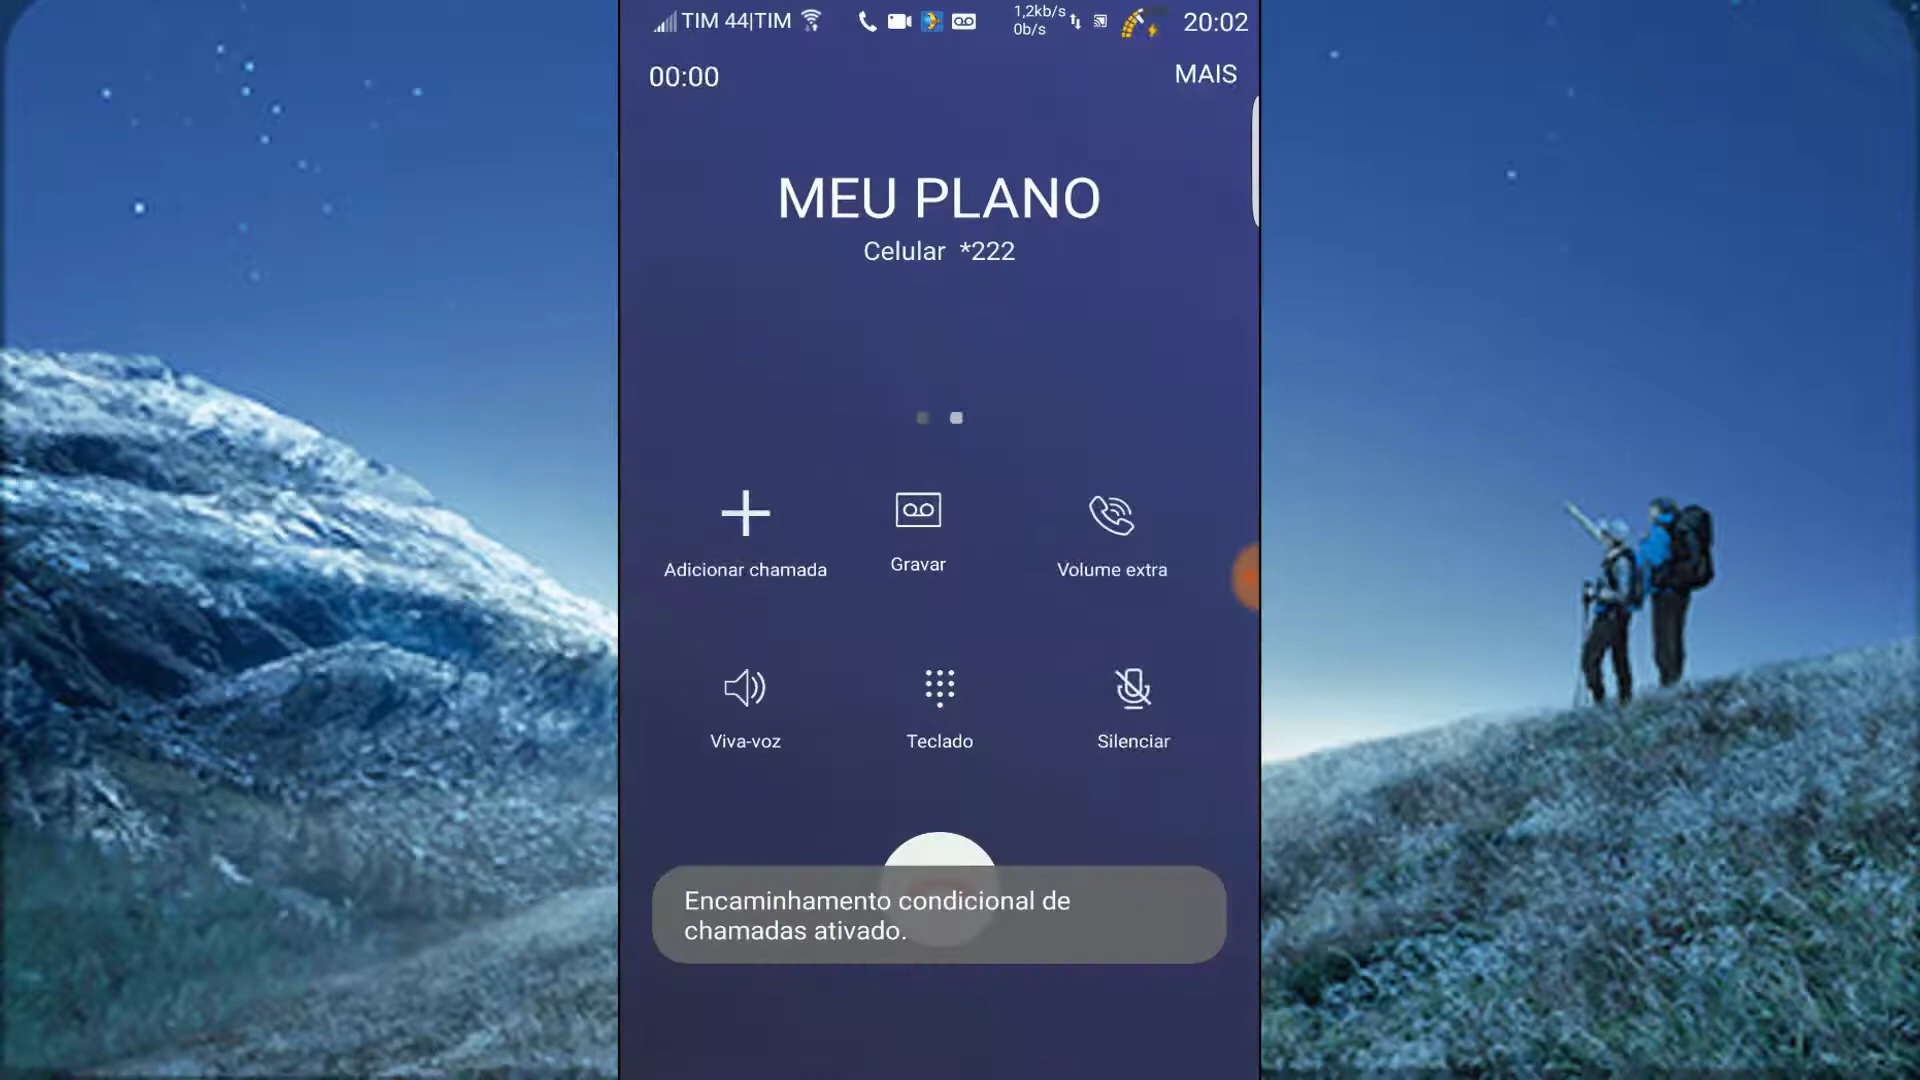 TIM 44|TIM
1,2kb/s
0b/s
20:02
00:00
MAIS
MEU PLANO
Celular *222
Adicionar chamada
Gravar
Volume extra
Viva-voz
Teclado
Silenciar
Encaminhamento condicional de
chamadas ativado.